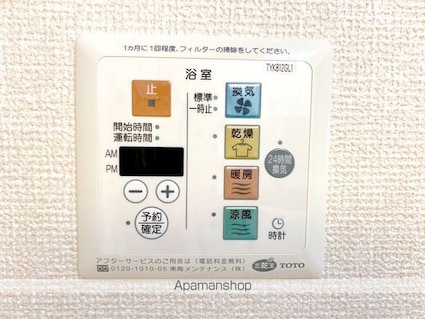 1ヵ月に1回程度、フィルターの掃除をしてください。
TYK812GL1
浴室
止
標準
一時止
換気
開始時間
運転時間
乾燥
AM
PM
24時間
換気
暖房
予約
確定
涼風
時計
アフターサービスのご用命は（電話料金無料）
0120-1010-05 東陶メンテナンス（株）
三乾王 TOTO
Apamanshop